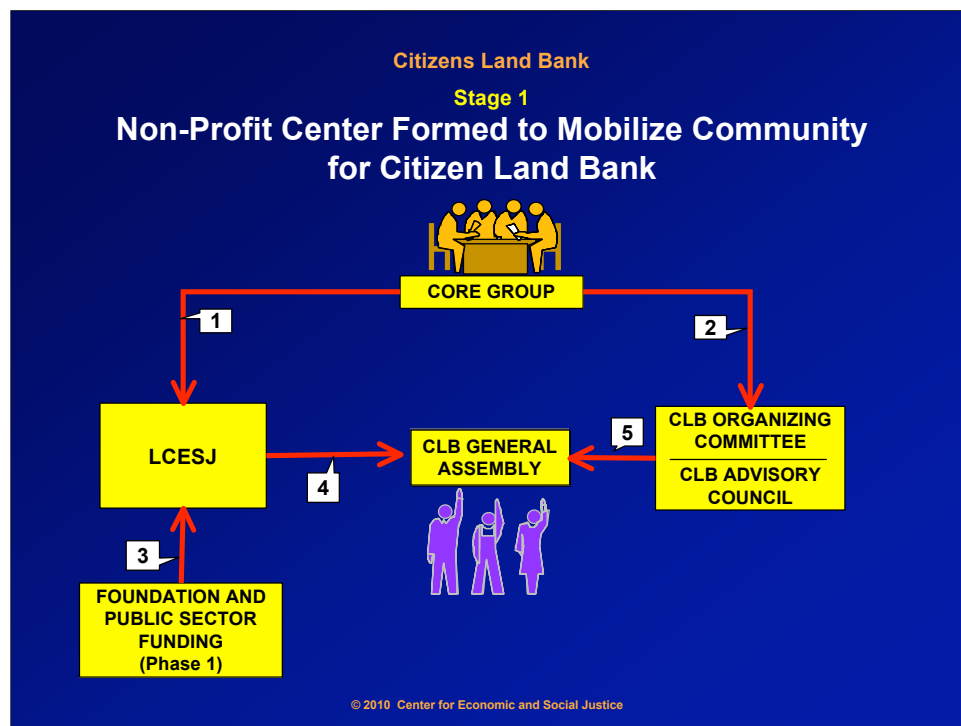 Citizens Land Bank
Stage 1
Non-Profit Center Formed to Mobilize Community
for Citizen Land Bank
CORE GROUP
1
2
LCESJ
CLB GENERAL
ASSEMBLY
5
CLB ORGANIZING
COMMITTEE
CLB ADVISORY
COUNCIL
4
3
FOUNDATION AND
PUBLIC SECTOR
FUNDING
(Phase 1)
© 2010 Center for Economic and Social Justice